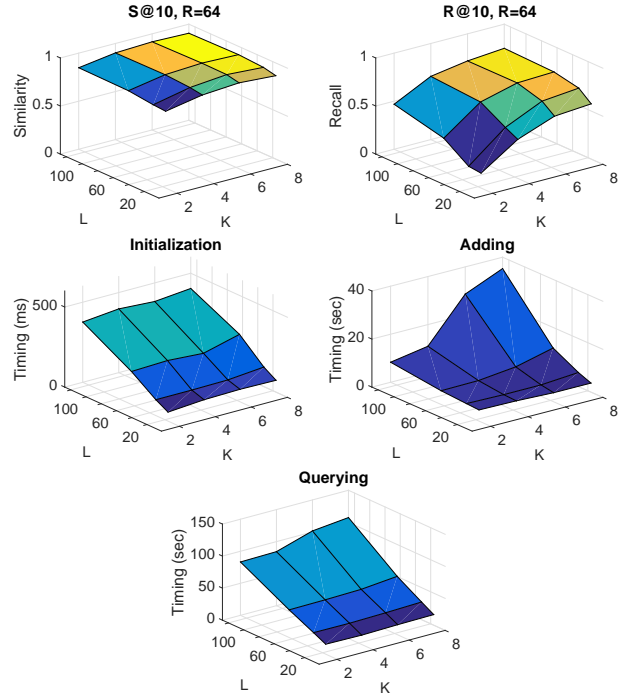 S@10, R=64
Similarity
1
0.5
0
100
60
20
L
2
4
6
8
K
R@10, R=64
Recall
1
0.5
0
100
60
20
L
2
4
6
8
K
Initialization
Timing (ms)
500
0
100
60
20
L
2
4
6
8
K
Adding
Timing (sec)
40
20
0
100
60
20
L
2
4
6
8
K
Querying
Timing (sec)
150
100
50
0
100
60
20
L
2
4
6
8
K